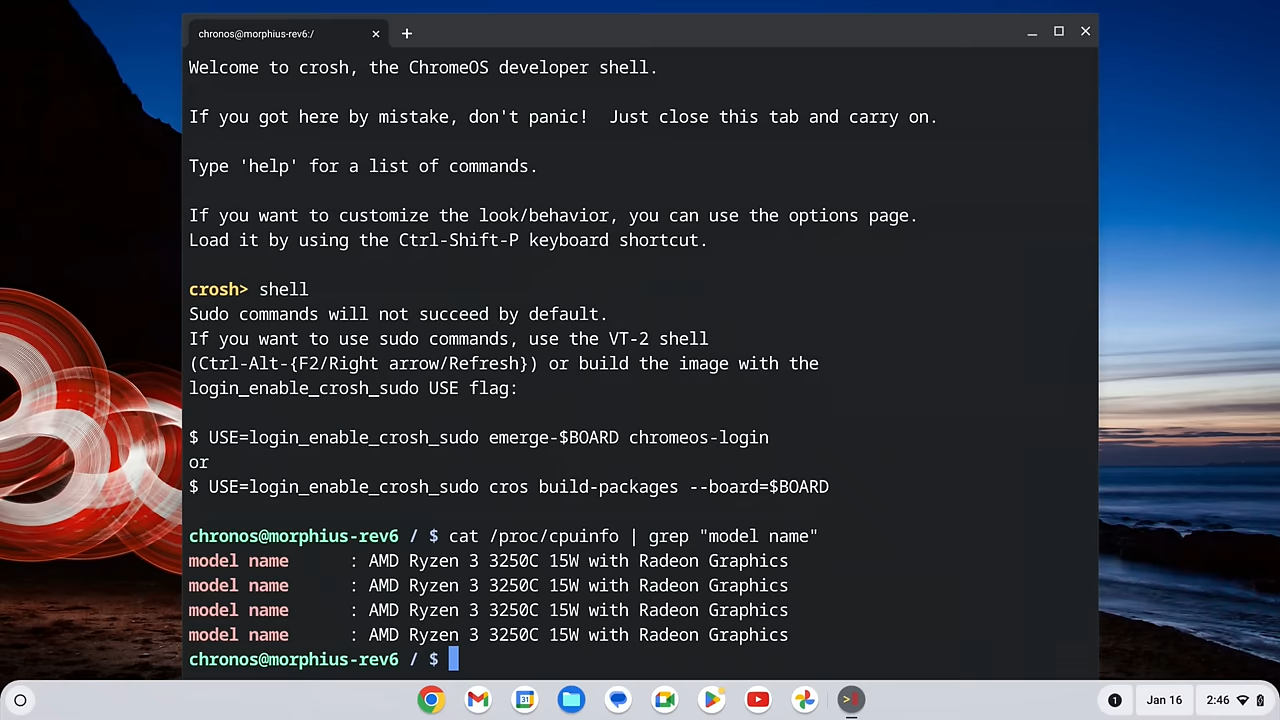 chronos@morphius-rev6:/
Welcome to crosh, the ChromeOS developer shell.
If you got here by mistake, don't panic!  Just close this tab and carry on.
Type 'help' for a list of commands.
If you want to customize the look/behavior, you can use the options page.
Load it by using the Ctrl-Shift-P keyboard shortcut.
crosh> shell
Sudo commands will not succeed by default.
If you want to use sudo commands, use the VT-2 shell
(Ctrl-Alt-{F2/Right arrow/Refresh}) or build the image with the
login_enable_crosh_sudo USE flag:
$ USE=login_enable_crosh_sudo emerge-$BOARD chromeos-login
or
$ USE=login_enable_crosh_sudo cros build-packages --board=$BOARD
chronos@morphius-rev6 / $ cat /proc/cpuinfo | grep "model name"
model name      : AMD Ryzen 3 3250C 15W with Radeon Graphics
model name      : AMD Ryzen 3 3250C 15W with Radeon Graphics
model name      : AMD Ryzen 3 3250C 15W with Radeon Graphics
model name      : AMD Ryzen 3 3250C 15W with Radeon Graphics
chronos@morphius-rev6 / $
31
1
Jan 16
2:46